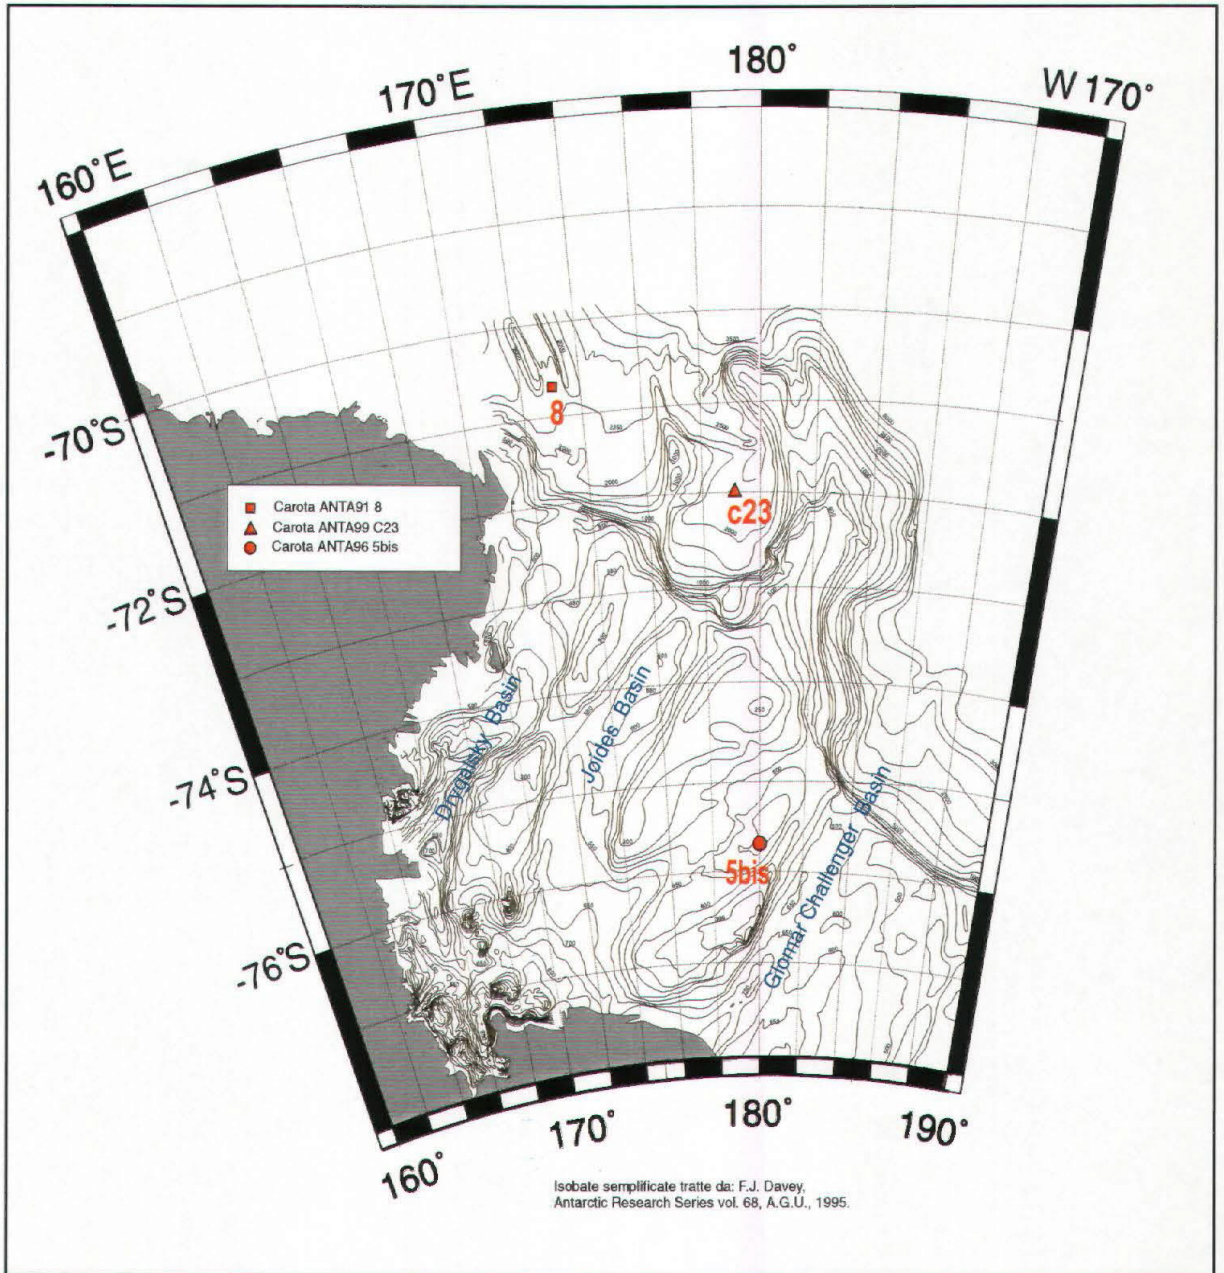 180°
170°E
W 170°
160°E
8
-70°S
c23
Carota ANTA91 8
Carota ANTA99 C23
Carota ANTA96 5bis
-72°S
Joides Basin
Drygalsky Basin
-74°S
Glomar Challenger Basin
5bis
-76°S
170°
180°
190°
160°
Isobate semplificate tratte da: F.J. Davey,
Antarctic Research Series vol. 68, A.G.U., 1995.